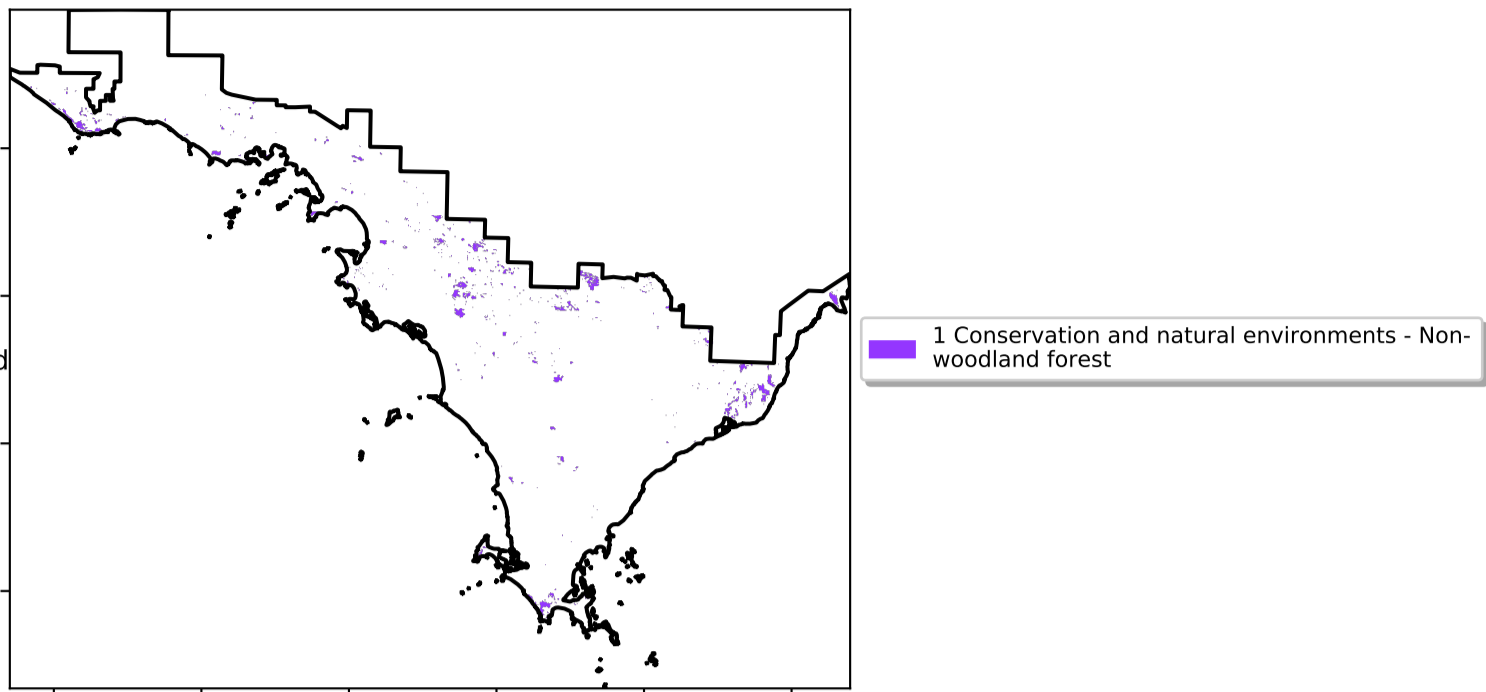 d
1 Conservation and natural environments - Non-
woodland forest